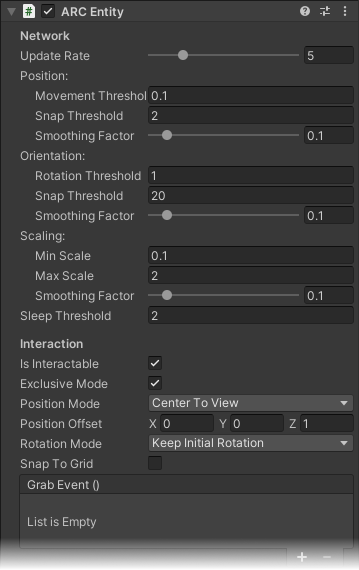 ARC Entity
Network
Update Rate 5
Position:
Movement Threshol 0.1
Snap Threshold 2
Smoothing Factor 0.1
Orientation:
Rotation Threshold 1
Snap Threshold 20
Smoothing Factor 0.1
Scaling:
Min Scale 0.1
Max Scale 2
Smoothing Factor 0.1
Sleep Threshold 2
Interaction
Is Interactable
Exclusive Mode
Position Mode Center To View
Position Offset X 0 Y 0 Z 1
Rotation Mode Keep Initial Rotation
Snap To Grid
Grab Event ()
List is Empty